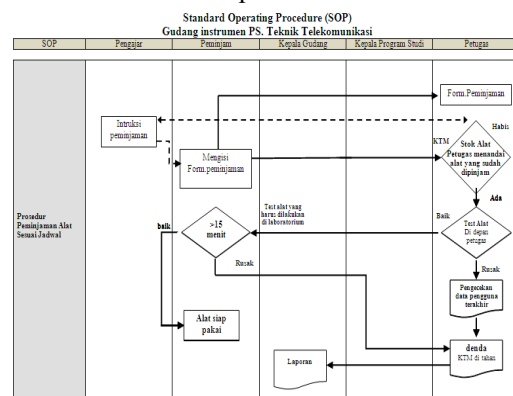 Standard Operating Procedure (SOP)
Gudang instrumen PS. Teknik Telekomunikasi
SOP Pengajar Peminjam Kepala Gudang Kepala Program Studi Petugas
Form.Peminjaman
Intruksi
peminjaman
Habis
KTM
Stok Alat
Petugas menandai
alat yang sudah
dipinjam
Mengisi
Form.peminjaman
Ada
Prosedur
Peminjaman Alat
Sesuai Jadwal
baik
>15
menit
Test alat yang
harus dilakukan
di laboratorium
Baik
Test Alat
Di depan
petugas
Rusak
Rusak
Pengecekan
data pengguna
terakhir
Alat siap
pakai
denda
KTM di tahan
Laporan